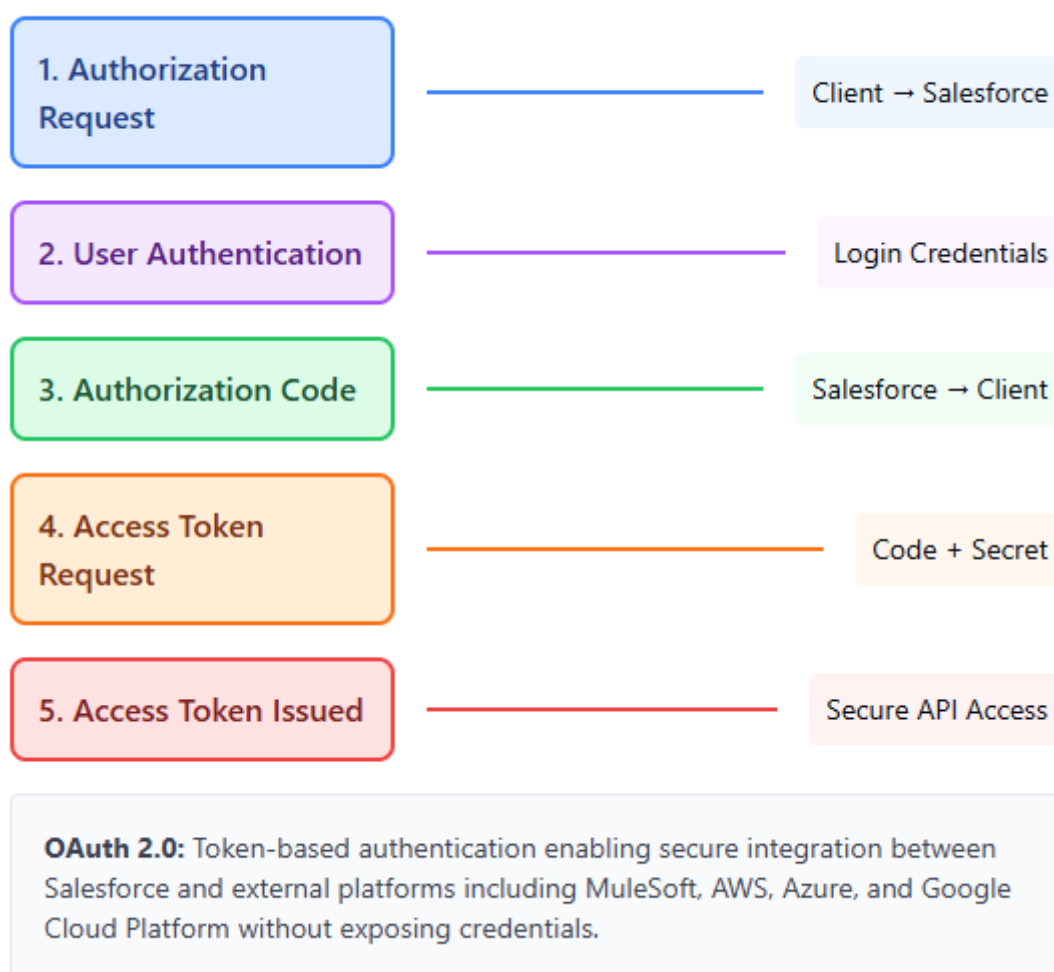 1. Authorization
Request
Client → Salesforce
2. User Authentication
Login Credentials
3. Authorization Code
Salesforce → Client
4. Access Token
Request
Code + Secret
5. Access Token Issued
Secure API Access
OAuth 2.0: Token-based authentication enabling secure integration between
Salesforce and external platforms including MuleSoft, AWS, Azure, and Google
Cloud Platform without exposing credentials.